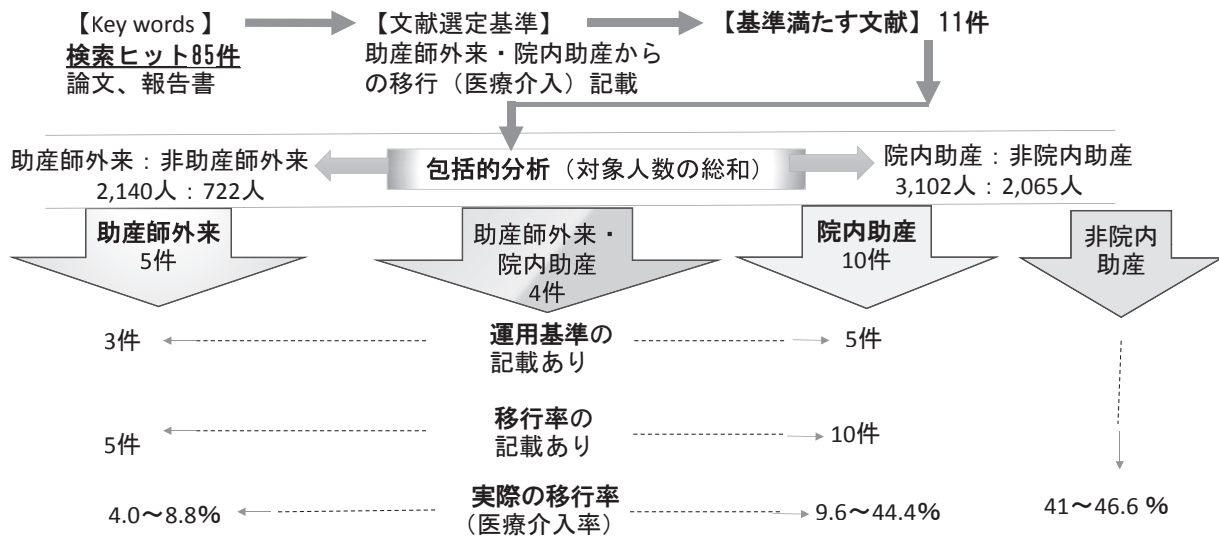 【Key words 】
検索ヒット85件
論文、報告書
【文献選定基準】
助産師外来・院内助産から
の移行（医療介入）記載
【基準満たす文献】 11件
助産師外来：非助産師外来
2,140人：722人
包括的分析（対象人数の総和）
院内助産：非院内助産
3,102人：2,065人
助産師外来
5件
助産師外来・
院内助産
4件
院内助産
10件
非院内
助産
3件
運用基準の
記載あり
5件
5件
移行率の
記載あり
10件
4.0～8.8%
実際の移行率
（医療介入率）
9.6～44.4%
41～46.6 %